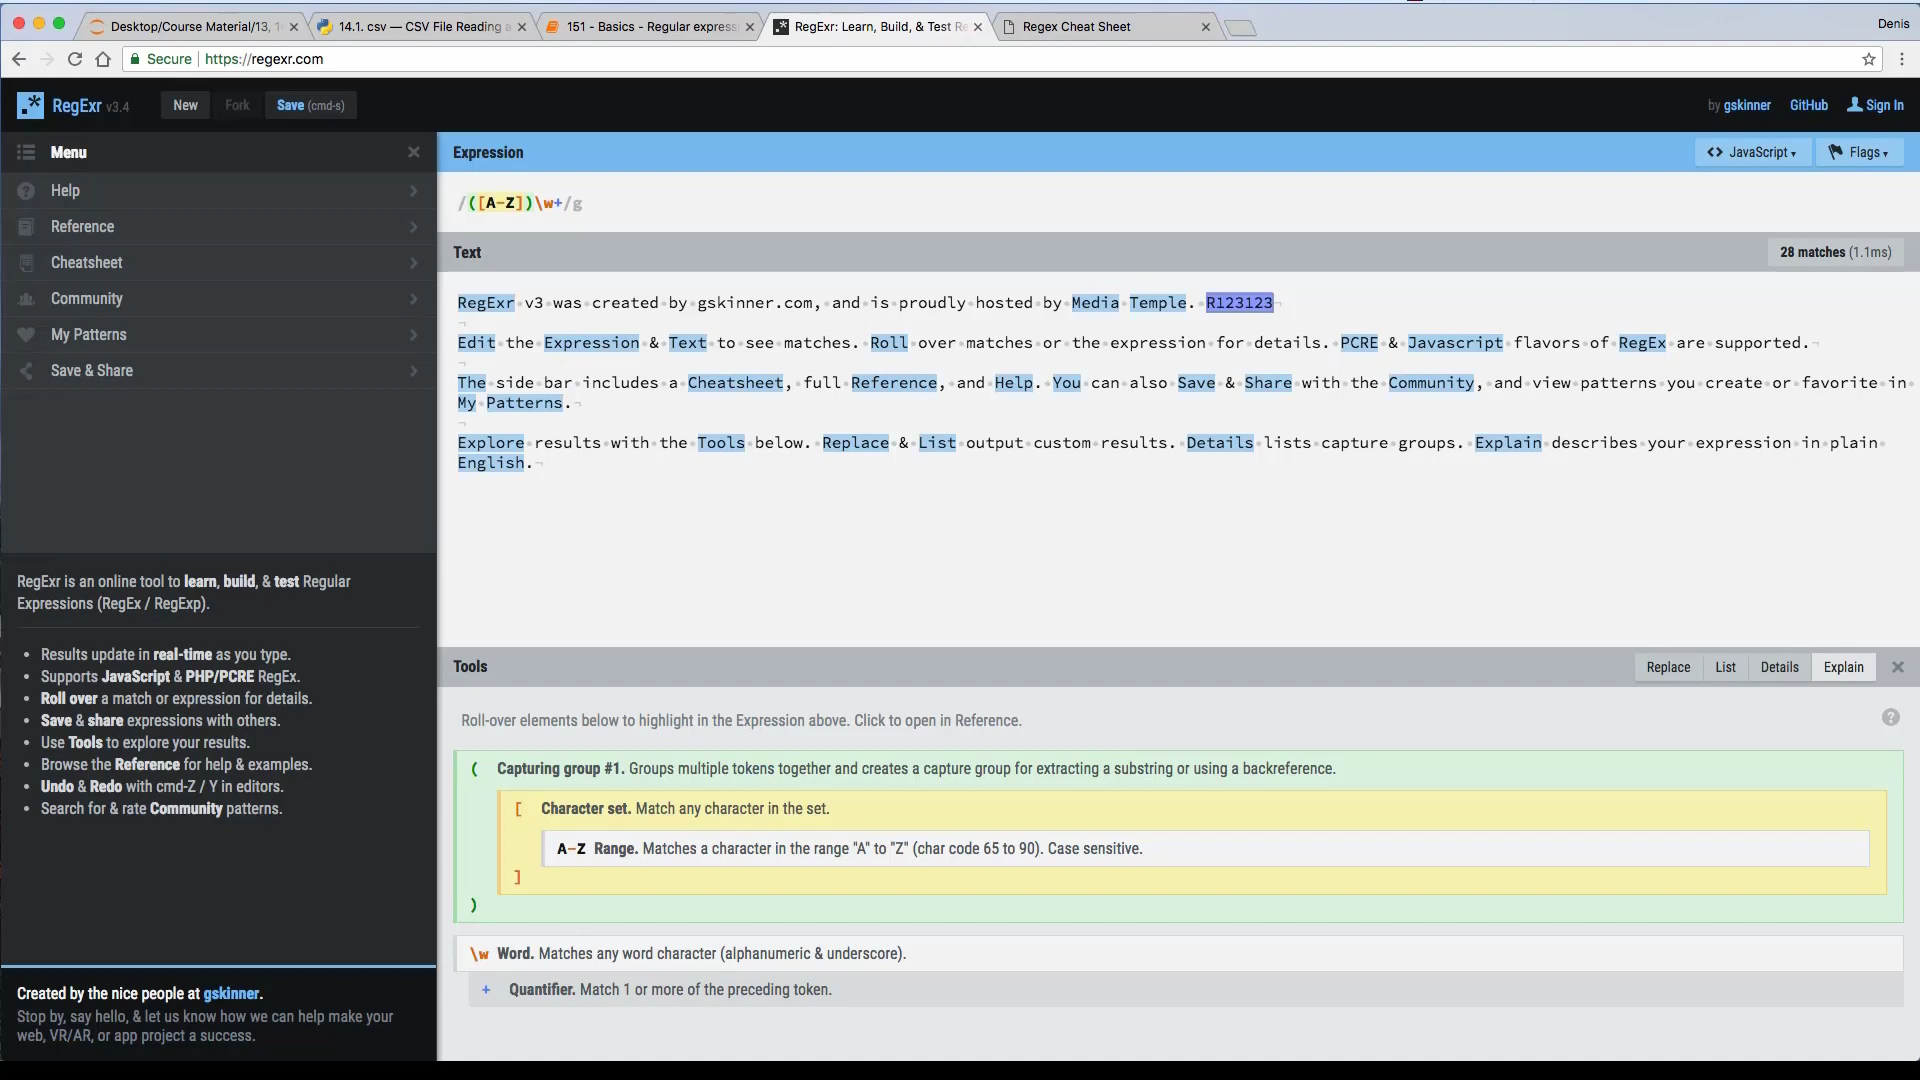 Desktop/Course Material/13, 1
14.1. csv — CSV File Reading a
151 - Basics - Regular express
RegExr: Learn, Build, & Test Re
Regex Cheat Sheet
Denis
Secure | https://regexr.com
RegExr v3.4
New
Fork
Save (cmd-s)
by gskinner
GitHub
Sign In
Menu
Help
Reference
Cheatsheet
Community
My Patterns
Save & Share
RegExr is an online tool to learn, build, & test Regular
Expressions (RegEx / RegExp).
• Results update in real-time as you type.
• Supports JavaScript & PHP/PCRE RegEx.
• Roll over a match or expression for details.
• Save & share expressions with others.
• Use Tools to explore your results.
• Browse the Reference for help & examples.
• Undo & Redo with cmd-Z / Y in editors.
• Search for & rate Community patterns.
Created by the nice people at gskinner.
Stop by, say hello, & let us know how we can help make your
web, VR/AR, or app project a success.
Expression
<> JavaScript
Flags
/([A-Z])\w+/g
Text
28 matches (1.1ms)
RegExr v3 was created by gskinner.com, and is proudly hosted by Media Temple. R123123
Edit the Expression & Text to see matches. Roll over matches or the expression for details. PCRE & Javascript flavors of RegEx are supported.
The side bar includes a Cheatsheet, full Reference, and Help. You can also Save & Share with the Community, and view patterns you create or favorite in
My Patterns.
Explore results with the Tools below. Replace & List output custom results. Details lists capture groups. Explain describes your expression in plain
English.
Tools
Replace
List
Details
Explain
Roll-over elements below to highlight in the Expression above. Click to open in Reference.
( Capturing group #1. Groups multiple tokens together and creates a capture group for extracting a substring or using a backreference.
[ Character set. Match any character in the set.
A-Z Range. Matches a character in the range "A" to "Z" (char code 65 to 90). Case sensitive.
]
)
\w Word. Matches any word character (alphanumeric & underscore).
+ Quantifier. Match 1 or more of the preceding token.